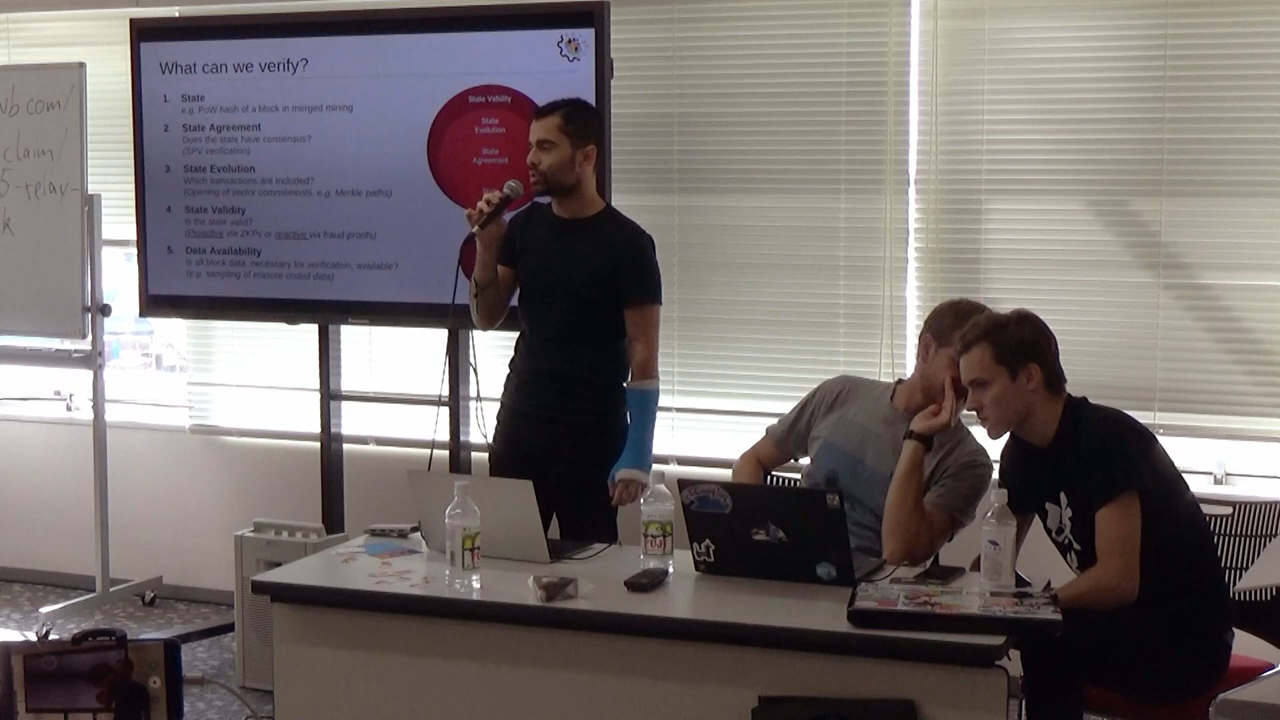 What can we verify?
1. State
e.g. PoW hash of a block in merged mining
2. State Agreement
Does the state have consensus?
(SPV verification)
3. State Evolution
Which transactions are included?
(Opening of vector commitments, e.g. Merkle paths)
4. State Validity
Is the state valid?
(Proactive via ZKPs or reactive via fraud-proofs)
5. Data Availability
Is all block data, necessary for verification, available?
(e.g. sampling of erasure coded data)
State Validity
State
Evolution
State
Agreement
com/
claim/
5-relay-
k
Panasonic